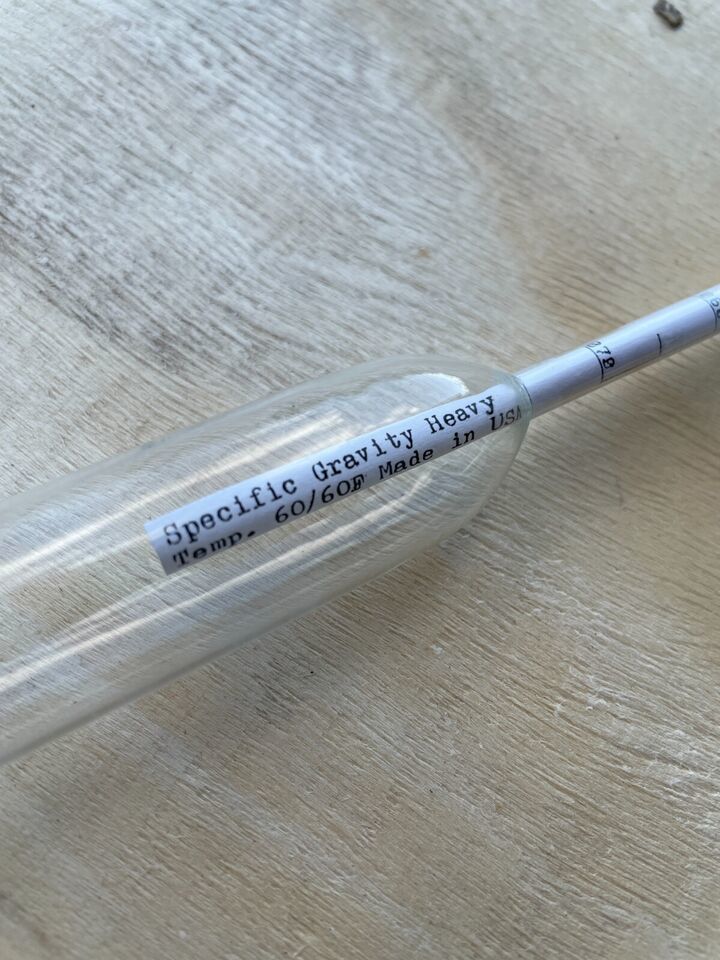 Specific Gravity Heavy
Temp. 60/60F Made in USA